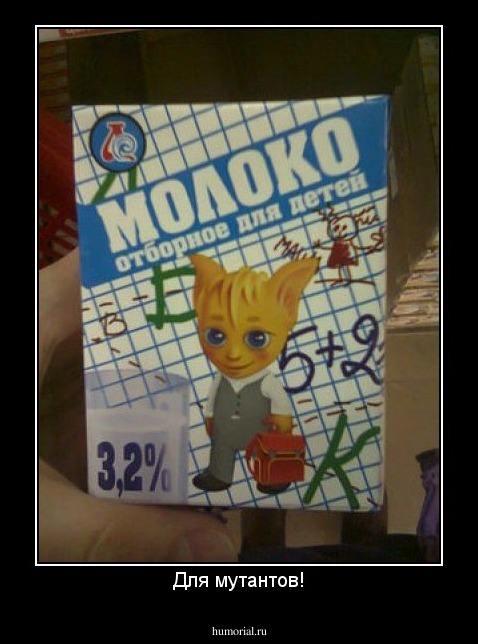 МОЛОКО
отборное для детей
Б
В
5+2
3,2%
К
Для мутантов!
humorial.ru